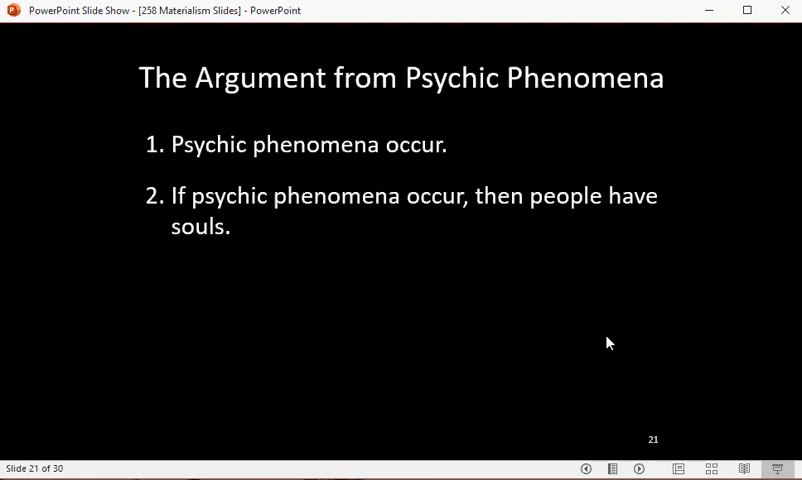 PowerPoint Slide Show - [258 Materialism Slides] - PowerPoint
The Argument from Psychic Phenomena
1. Psychic phenomena occur.
2. If psychic phenomena occur, then people have
souls.
21
Slide 21 of 30